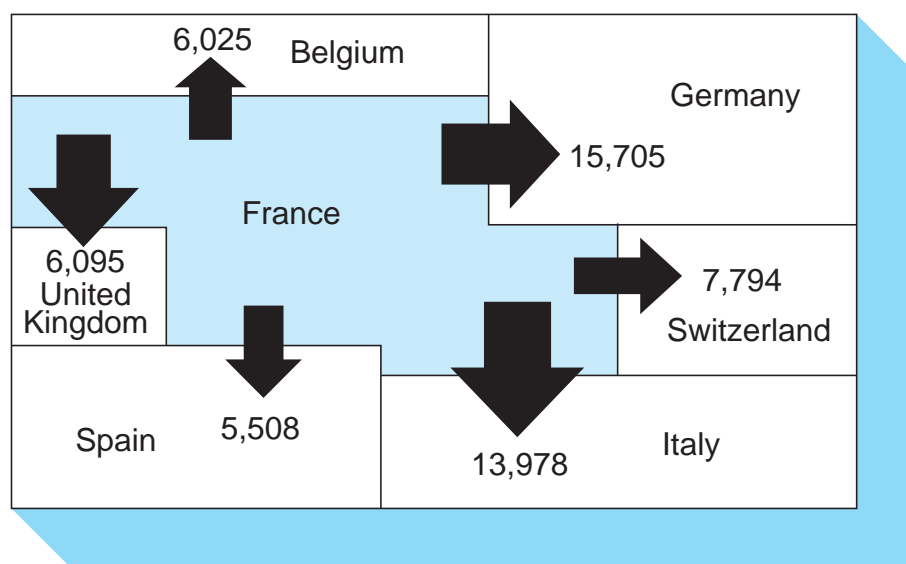 6,025
Belgium
Germany
15,705
France
6,095
United
Kingdom
7,794
Switzerland
Spain
5,508
13,978
Italy